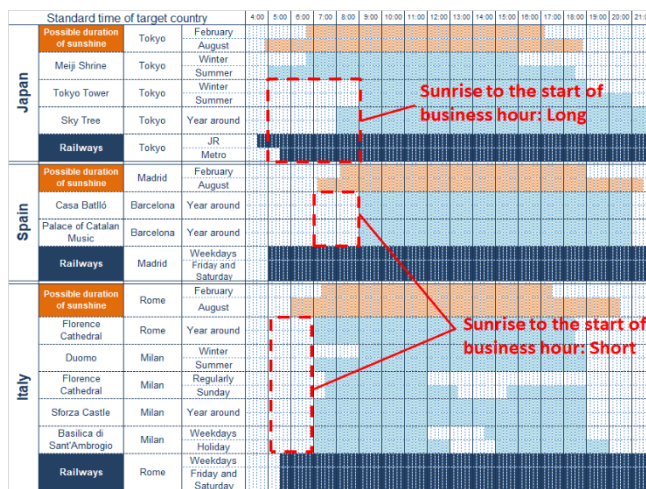 Standard time of target country 4:00 5:00 6:00 7:00 8:00 9:00 10:00 11:00 12:00 13:00 14:00 15:00 16:00 17:00 18:00 19:00 20:00
Japan
Possible duration of sunshine Tokyo February
August
Meiji Shrine Tokyo Winter
Summer
Tokyo Tower Tokyo Winter
Summer
Sky Tree Tokyo Year around
Railways Tokyo JR
Metro
Sunrise to the start of
business hour: Long
Spain
Possible duration of sunshine Madrid February
August
Casa Batlló Barcelona Year around
Palace of Catalan Music Barcelona Year around
Railways Madrid Weekdays
Friday and Saturday
Italy
Possible duration of sunshine Rome February
August
Florence Cathedral Rome Year around
Duomo Milan Winter
Summer
Florence Cathedral Milan Regularly
Sunday
Sforza Castle Milan Year around
Basilica di Sant'Ambrogio Milan Weekdays
Holiday
Railways Rome Weekdays
Friday and Saturday
Sunrise to the start of
business hour: Short